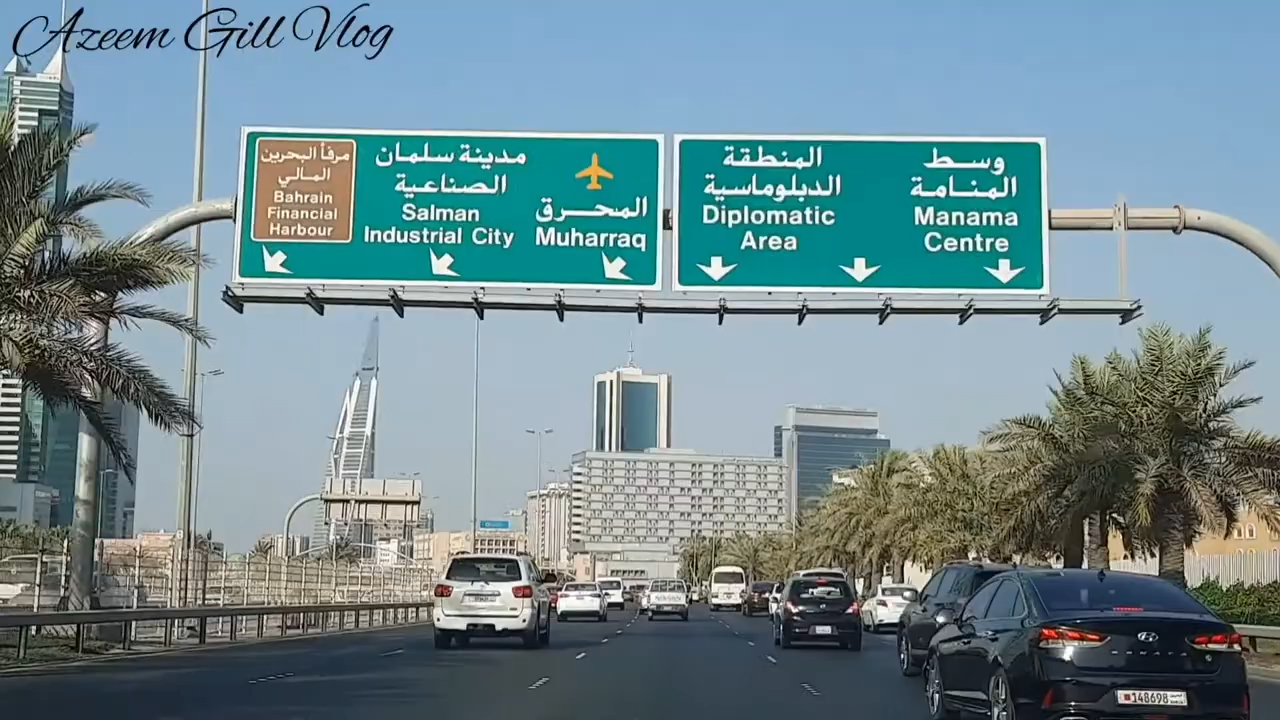 Azeem Gill Vlog
مرفأ البحرين
المالي
Bahrain
Financial
Harbour
مدينة سلمان
الصناعية
Salman
Industrial City
المحرق
Muharraq
المنطقة
الدبلوماسية
Diplomatic
Area
وسط
المنامة
Manama
Centre
SONATA
148698